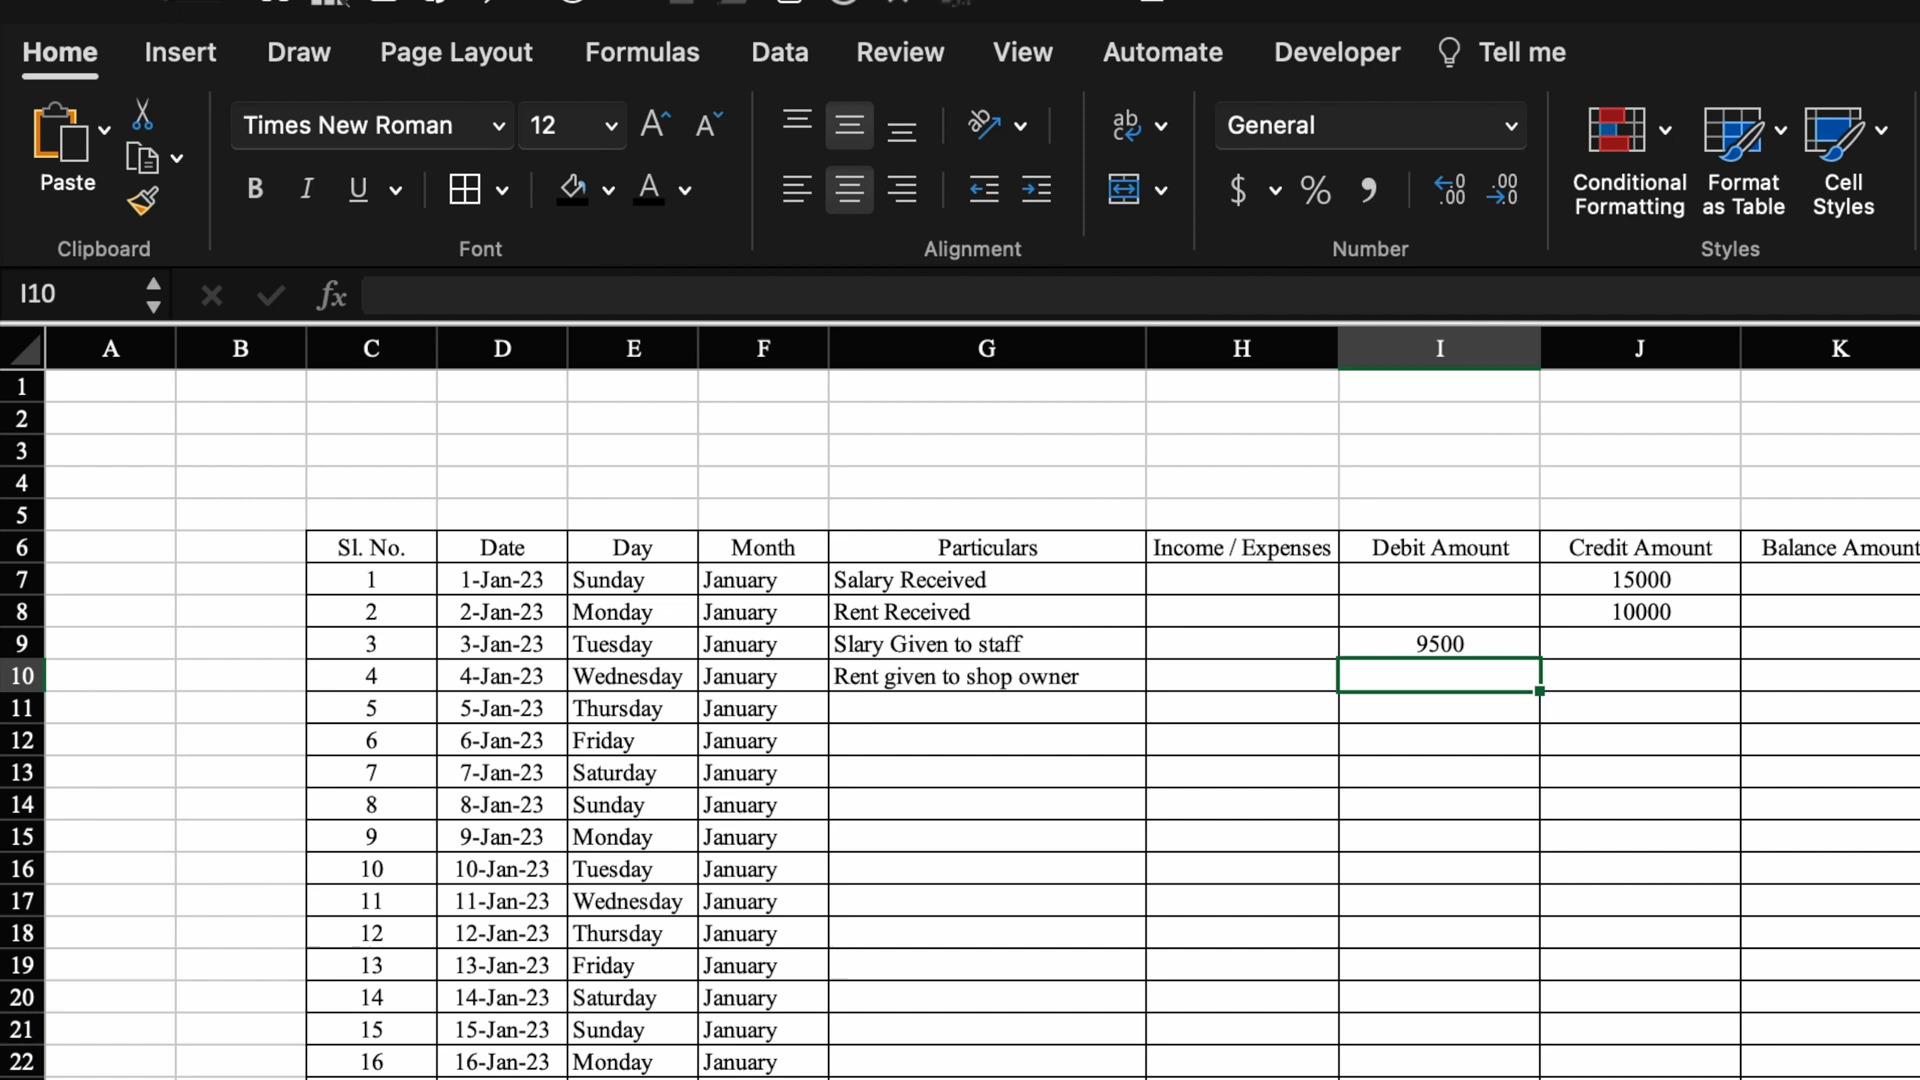 Home Insert Draw Page Layout Formulas Data Review View Automate Developer Tell me
Times New Roman 12 A A ab c General
Paste B I U A $ % 9 .00 .00 0 Conditional Formatting Format as Table Cell Styles
Clipboard Font Alignment Number Styles
I10 fx
A B C D E F G H I J K
1
2
3
4
5
6 Sl. No. Date Day Month Particulars Income / Expenses Debit Amount Credit Amount Balance Amount
7 1 1-Jan-23 Sunday January Salary Received 15000
8 2 2-Jan-23 Monday January Rent Received 10000
9 3 3-Jan-23 Tuesday January Slary Given to staff 9500
10 4 4-Jan-23 Wednesday January Rent given to shop owner
11 5 5-Jan-23 Thursday January
12 6 6-Jan-23 Friday January
13 7 7-Jan-23 Saturday January
14 8 8-Jan-23 Sunday January
15 9 9-Jan-23 Monday January
16 10 10-Jan-23 Tuesday January
17 11 11-Jan-23 Wednesday January
18 12 12-Jan-23 Thursday January
19 13 13-Jan-23 Friday January
20 14 14-Jan-23 Saturday January
21 15 15-Jan-23 Sunday January
22 16 16-Jan-23 Monday January